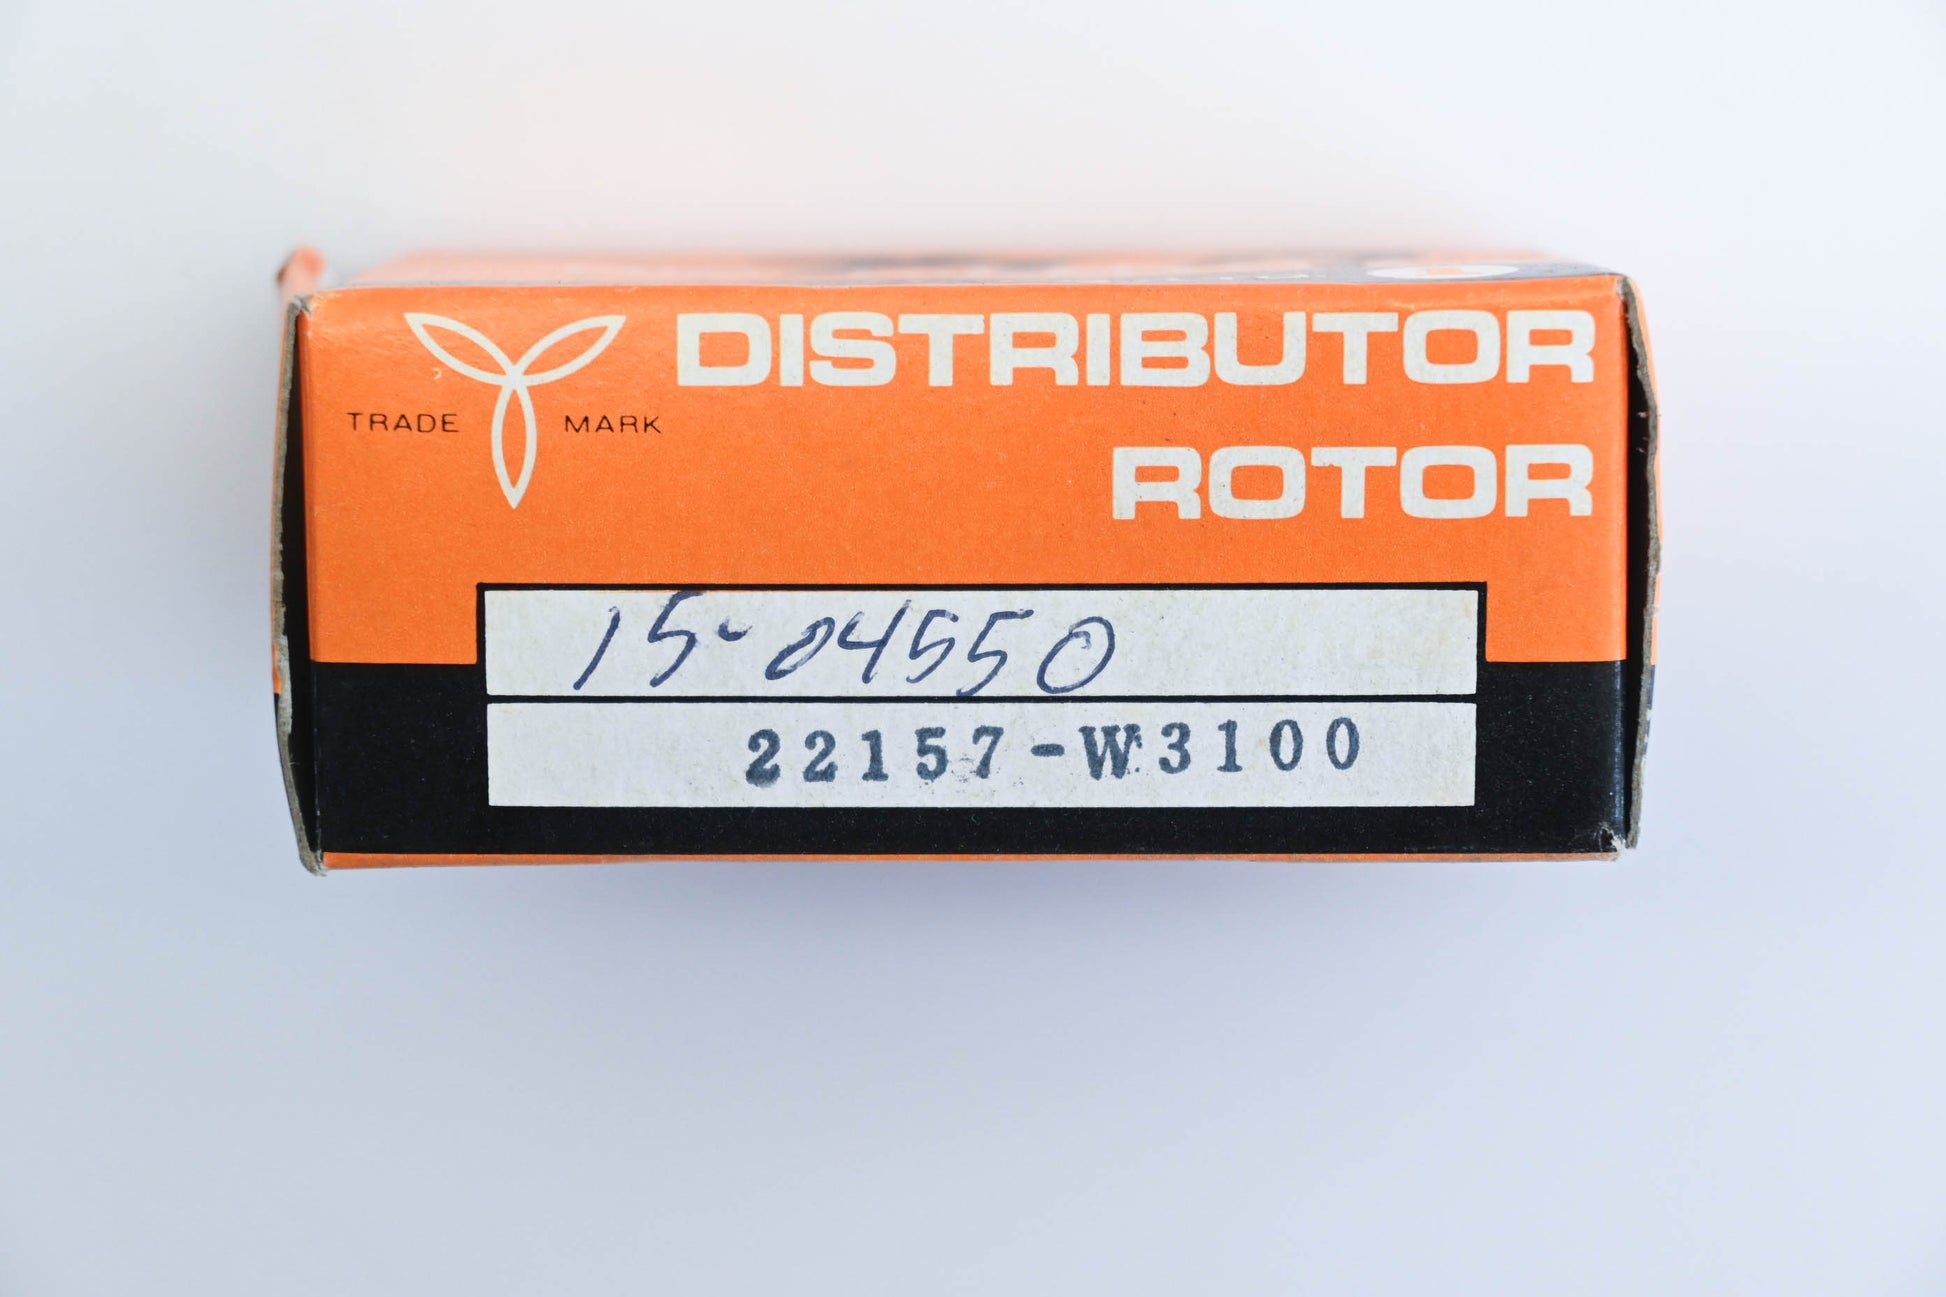 DISTRIBUTOR
TRADE MARK
ROTOR
15-04550
22157-W3100